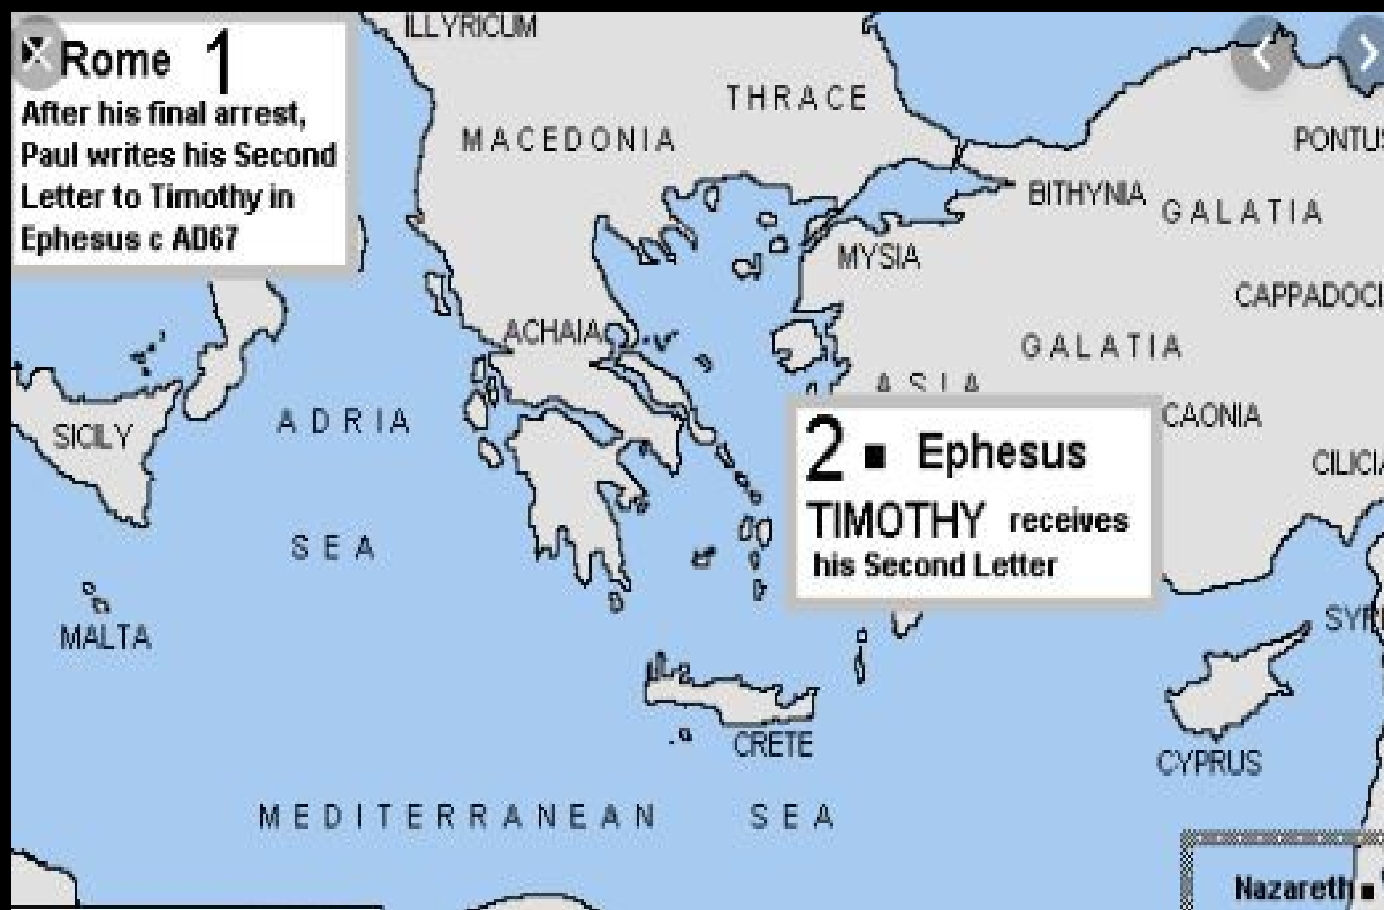 ILLYRICUM
Rome 1
After his final arrest,
Paul writes his Second
Letter to Timothy in
Ephesus c AD67
THRACE
MACEDONIA
PONTUS
BITHYNIA
GALATIA
MYSIA
CAPPADOCI
ACHAIA
GALATIA
ASIA
SICILY
ADRIA
CAONIA
2 ■ Ephesus
CILICIA
TIMOTHY receives
his Second Letter
SEA
MALTA
SYRI
CRETE
CYPRUS
MEDITERRANEAN SEA
Nazareth ■